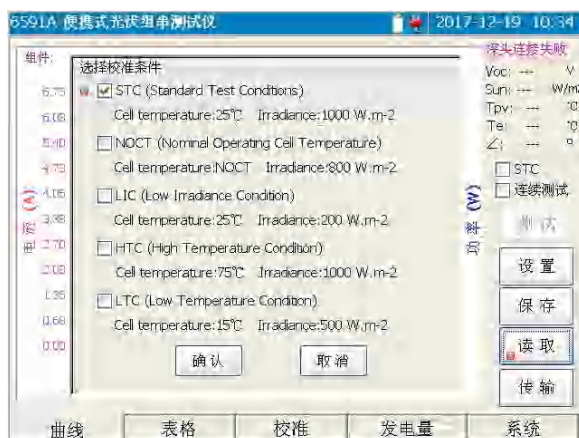 6591A 便携式光伏组串测试仪
2017-12-19 10:34
组件:
选择校准条件
STC (Standard Test Conditions)
Cell temperature:25℃ Irradiance:1000 W.m-2
NOCT (Nominal Operating Cell Temperature)
Cell temperature:NOCT Irradiance:800 W.m-2
LIC (Low Irradiance Condition)
Cell temperature:25℃ Irradiance:200 W.m-2
HTC (High Temperature Condition)
Cell temperature:75℃ Irradiance:1000 W.m-2
LTC (Low Temperature Condition)
Cell temperature:15℃ Irradiance:500 W.m-2
确认 取消
6.75
6.08
5.40
4.73
4.05
3.38
2.70
2.03
1.35
0.68
0.00
电流 (A)
功率 (W)
探头连接失败
Voc: --- V
Sun: --- W/m
Tpv: --- ℃
Te: --- ℃
∠: --- º
STC
连续测试
测试
设置
保存
读取
传输
曲线 表格 校准 发电量 系统